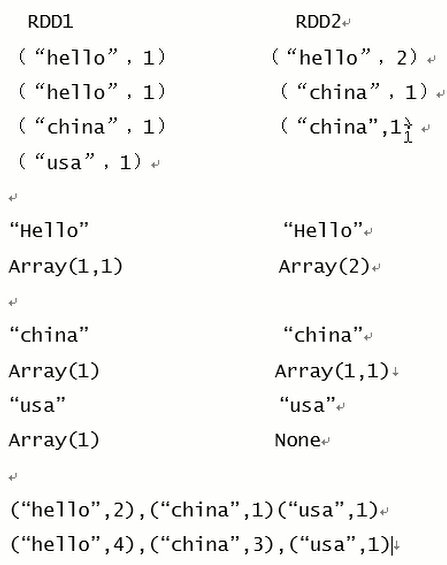 RDD1 RDD2
（“hello”，1） （“hello”，2）
（“hello”，1） （“china”，1）
（“china”，1） （“china”,1）
（“usa”，1）
“Hello” “Hello”
Array(1,1) Array(2)
“china” “china”
Array(1) Array(1,1)
“usa” “usa”
Array(1) None
(“hello”,2),(“china”,1)(“usa”,1)
(“hello”,4),(“china”,3),(“usa”,1)